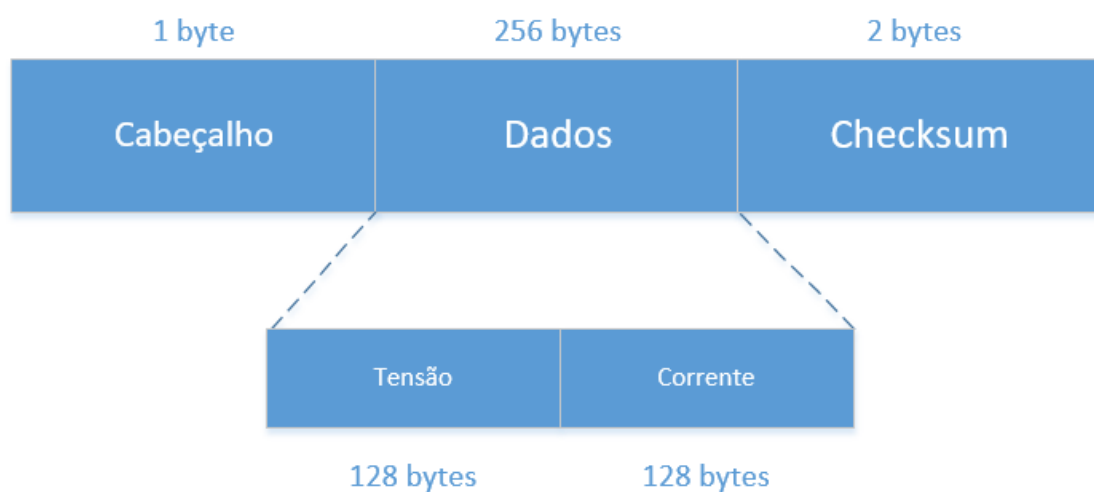 1 byte 256 bytes 2 bytes
Cabeçalho Dados Checksum
Tensão Corrente
128 bytes 128 bytes